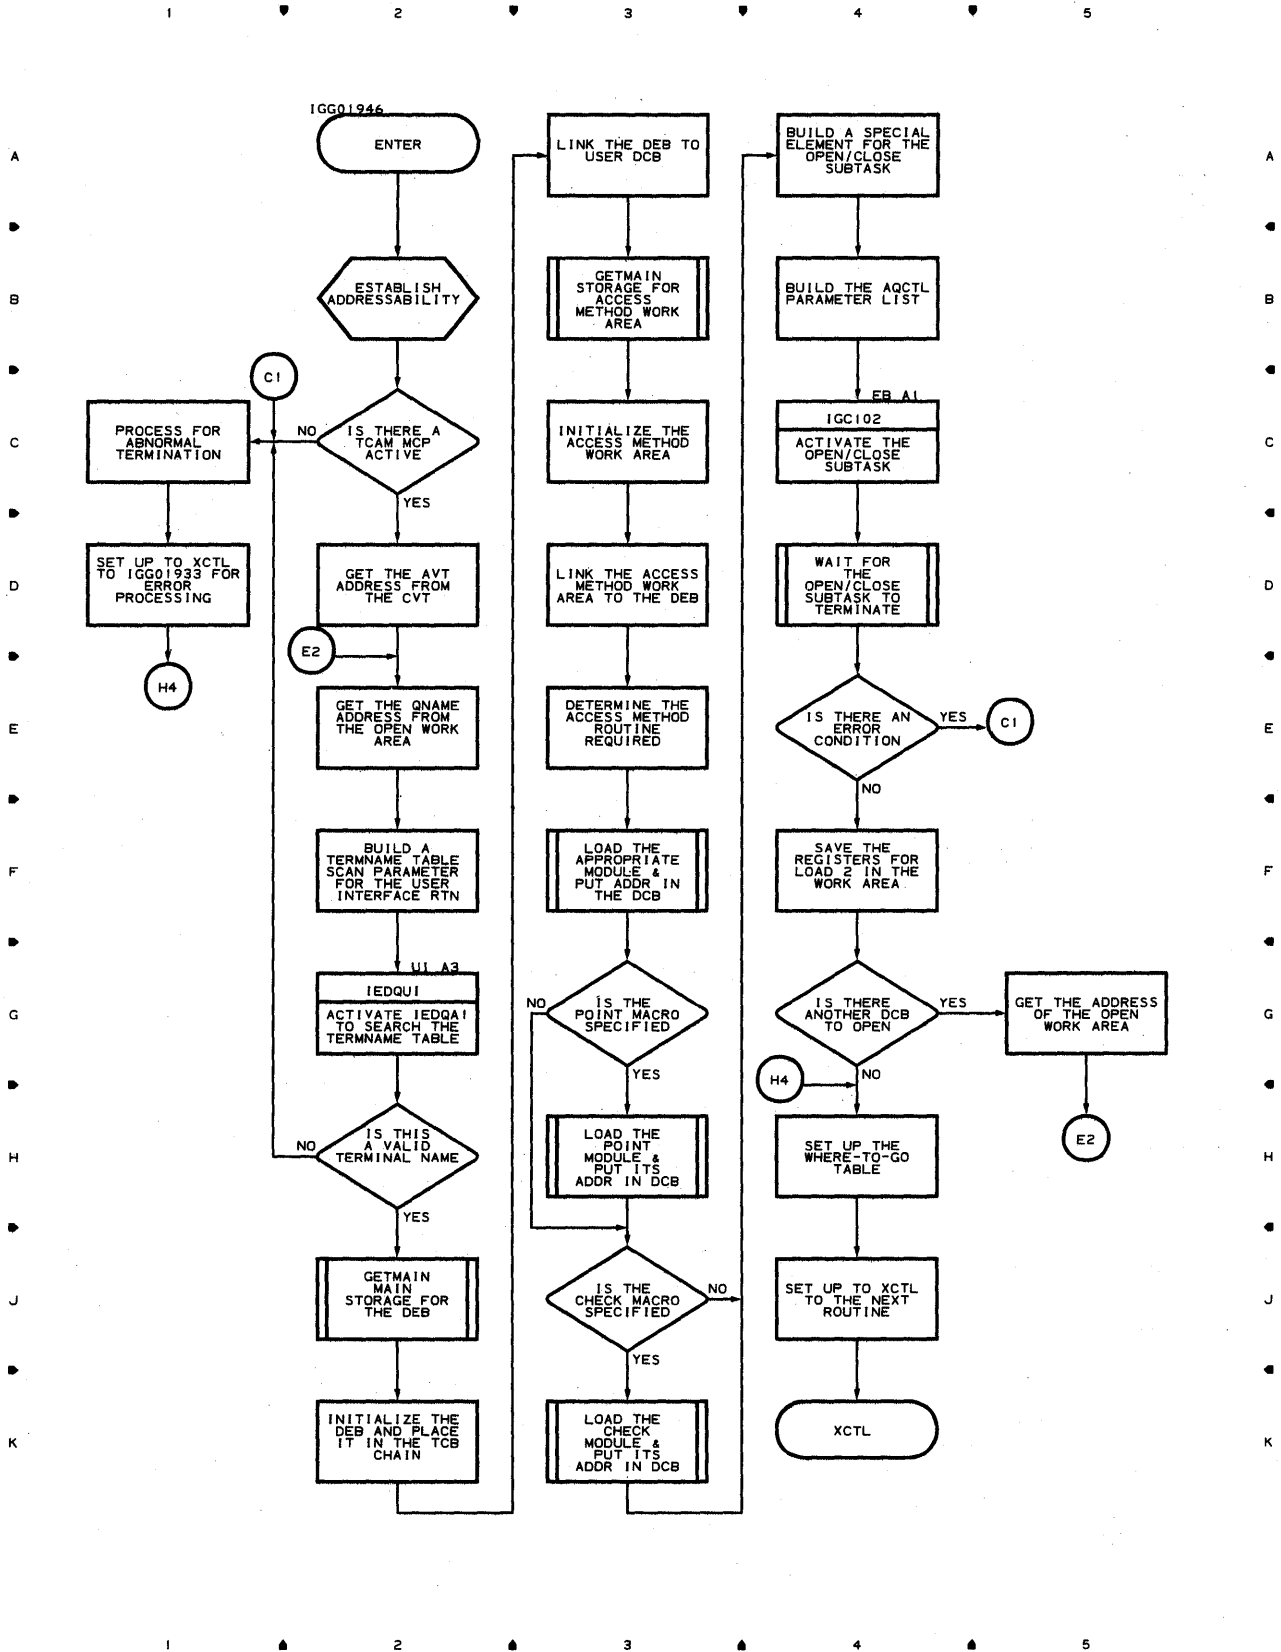 1 2 3 4 5
IGG01946
ENTER
A
ESTABLISH
ADDRESSABILITY
B
C1
PROCESS FOR
ABNORMAL
TERMINATION
NO
IS THERE A
TCAM MCP
ACTIVE
YES
C
SET UP TO XCTL
TO IGG01933 FOR
ERROR
PROCESSING
H4
GET THE AVT
ADDRESS FROM
THE CVT
D
E2
GET THE QNAME
ADDRESS FROM
THE OPEN WORK
AREA
E
BUILD A
TERMNAME TABLE
SCAN PARAMETER
FOR THE USER
INTERFACE RTN
F
U1 A3
IEDQUI
ACTIVATE IEDQA1
TO SEARCH THE
TERMNAME TABLE
G
NO
IS THIS
A VALID
TERMINAL NAME
YES
H
GETMAIN
MAIN
STORAGE FOR
THE DEB
J
INITIALIZE THE
DEB AND PLACE
IT IN THE TCB
CHAIN
K
LINK THE DEB TO
USER DCB
GETMAIN
STORAGE FOR
ACCESS
METHOD WORK
AREA
INITIALIZE THE
ACCESS METHOD
WORK AREA
LINK THE ACCESS
METHOD WORK
AREA TO THE DEB
DETERMINE THE
ACCESS METHOD
ROUTINE
REQUIRED
LOAD THE
APPROPRIATE
MODULE &
PUT ADDR IN
THE DCB
NO
IS THE
POINT MACRO
SPECIFIED
YES
LOAD THE
POINT
MODULE &
PUT ITS
ADDR IN DCB
IS THE
CHECK MACRO
SPECIFIED
NO
YES
LOAD THE
CHECK
MODULE &
PUT ITS
ADDR IN DCB
BUILD A SPECIAL
ELEMENT FOR THE
OPEN/CLOSE
SUBTASK
A
BUILD THE AQCTL
PARAMETER LIST
B
EB A1
IGC102
ACTIVATE THE
OPEN/CLOSE
SUBTASK
C
WAIT FOR
THE
OPEN/CLOSE
SUBTASK TO
TERMINATE
D
IS THERE AN
ERROR
CONDITION
YES
C1
NO
E
SAVE THE
REGISTERS FOR
LOAD 2 IN THE
WORK AREA
F
IS THERE
ANOTHER DCB
TO OPEN
YES
GET THE ADDRESS
OF THE OPEN
WORK AREA
G
NO
H4
E2
SET UP THE
WHERE-TO-GO
TABLE
H
SET UP TO XCTL
TO THE NEXT
ROUTINE
J
XCTL
K
1 2 3 4 5